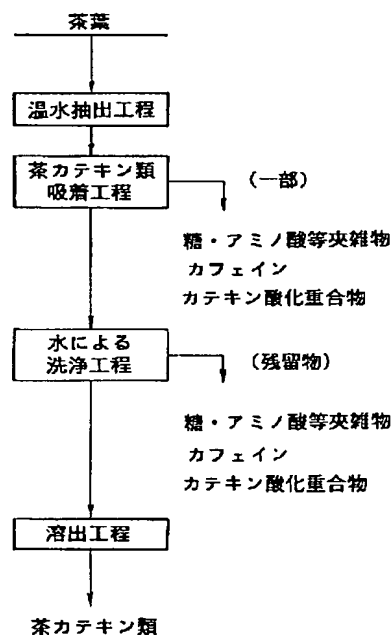 茶葉
温水抽出工程
茶カテキン類
吸着工程
(一部)
糖・アミノ酸等夾雑物
カフェイン
カテキン酸化重合物
水による
洗浄工程
(残留物)
糖・アミノ酸等夾雑物
カフェイン
カテキン酸化重合物
溶出工程
茶カテキン類